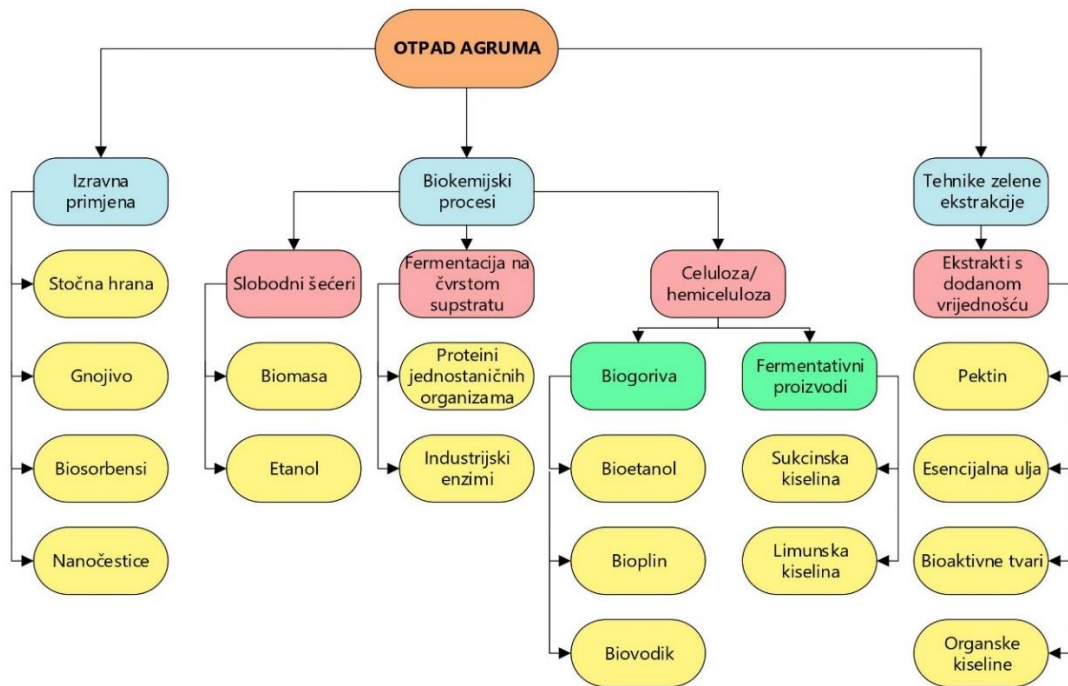 OTPAD AGRUMA
Izravna
primjena
Biokemijski
procesi
Tehnike zelene
ekstrakcije
Slobodni šećeri
Fermentacija na
čvrstom
supstratu
Celuloza/
hemiceluloza
Ekstrakti s
dodanom
vrijednošću
Stočna hrana
Gnojivo
Biosorbensi
Nanočestice
Biomasa
Etanol
Proteini
jednostaničnih
organizama
Industrijski
enzimi
Biogoriva
Fermentativni
proizvodi
Bioetanol
Bioplin
Biovodik
Sukcinska
kiselina
Limunska
kiselina
Pektin
Esencijalna ulja
Bioaktivne tvari
Organske
kiseline